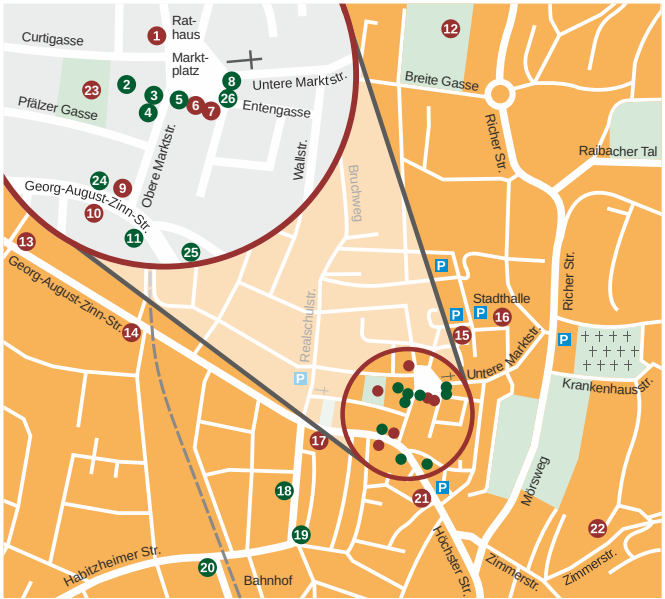 Rat-
haus
1
Curtigasse
12
Markt-
platz
Breite Gasse
8
Untere Marktstr.
2
23
3
5
6
7
26
4
Entengasse
Pfälzer Gasse
Richer Str.
Raibacher Tal
Obere Marktstr.
Wallstr.
Bruchweg
24
9
Georg-August-Zinn-Str.
10
11
25
13
Georg-August-Zinn-Str.
P
Richer Str.
Stadthalle
P
P
16
15
14
Realschulstr.
P
Untere Marktstr.
P
Krankenhausstr.
17
18
P
21
Mörsweg
19
22
20
Habitzheimer Str.
Bahnhof
Höchster Str.
Zimmerstr.
Zimmerstr.